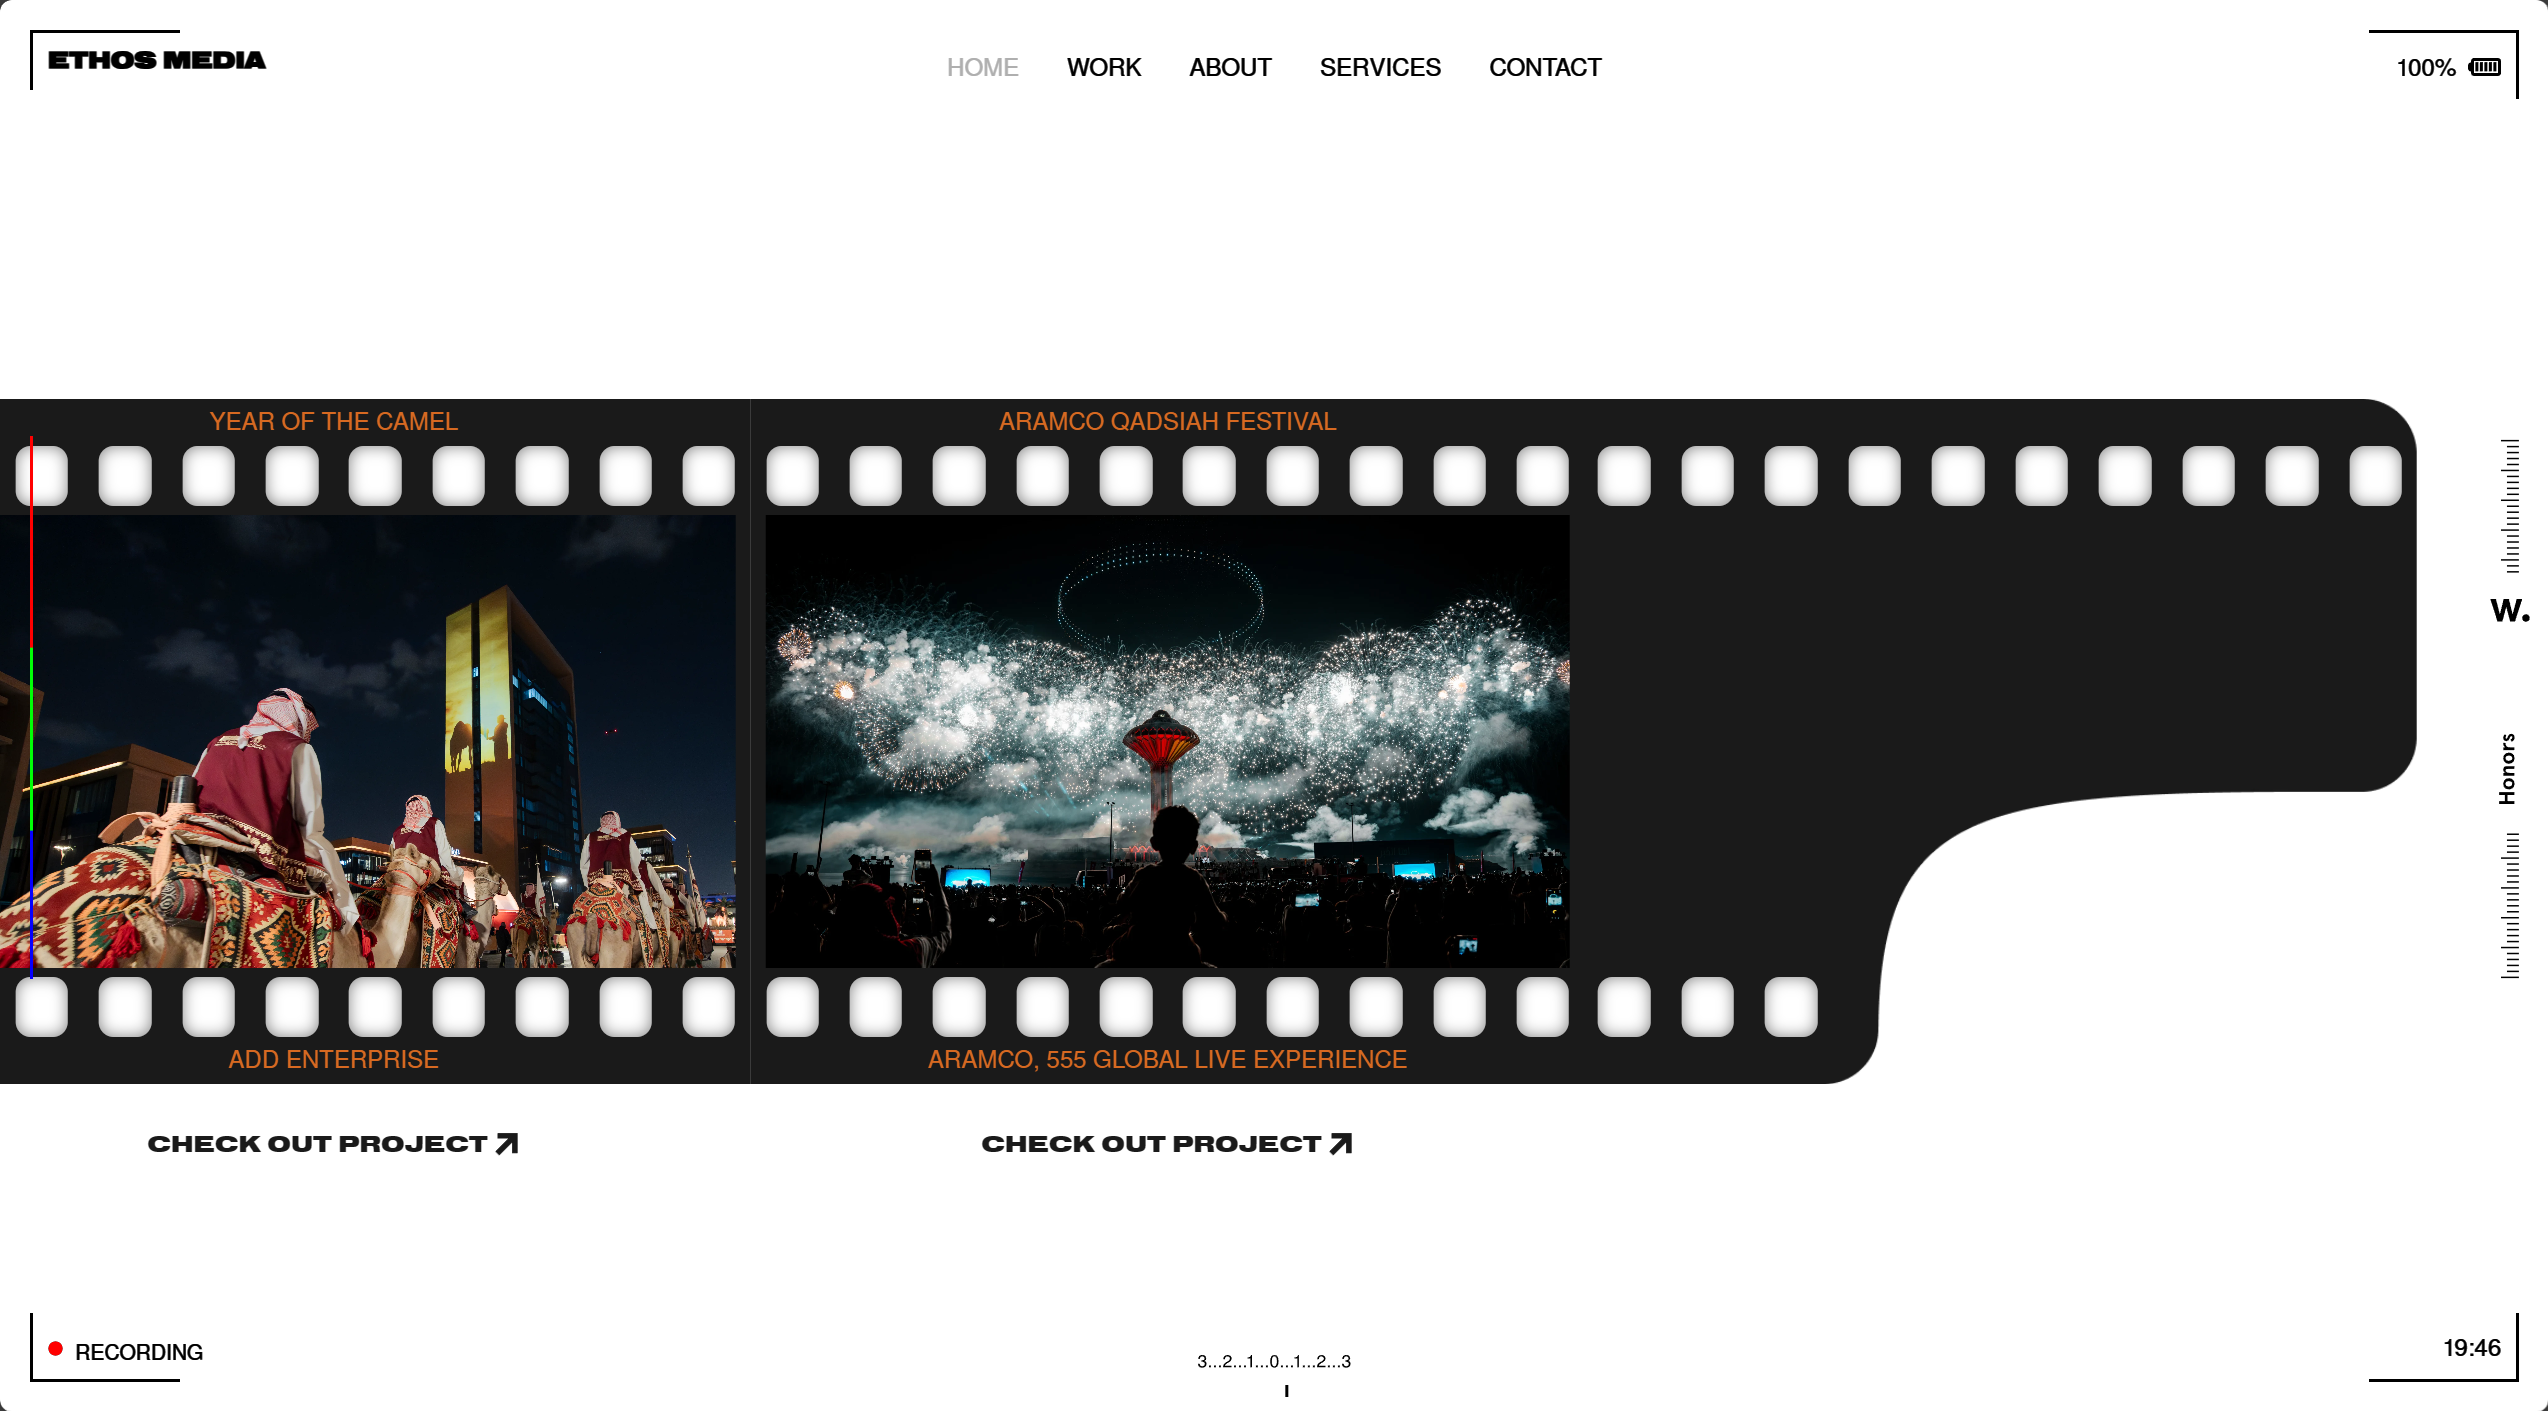 ETHOS MEDIA
HOME WORK ABOUT SERVICES CONTACT
100%
YEAR OF THE CAMEL
ARAMCO QADSIAH FESTIVAL
W.
Honors
ADD ENTERPRISE
ARAMCO, 555 GLOBAL LIVE EXPERIENCE
CHECK OUT PROJECT
CHECK OUT PROJECT
RECORDING
3...2...1...0...1...2...3
19:46